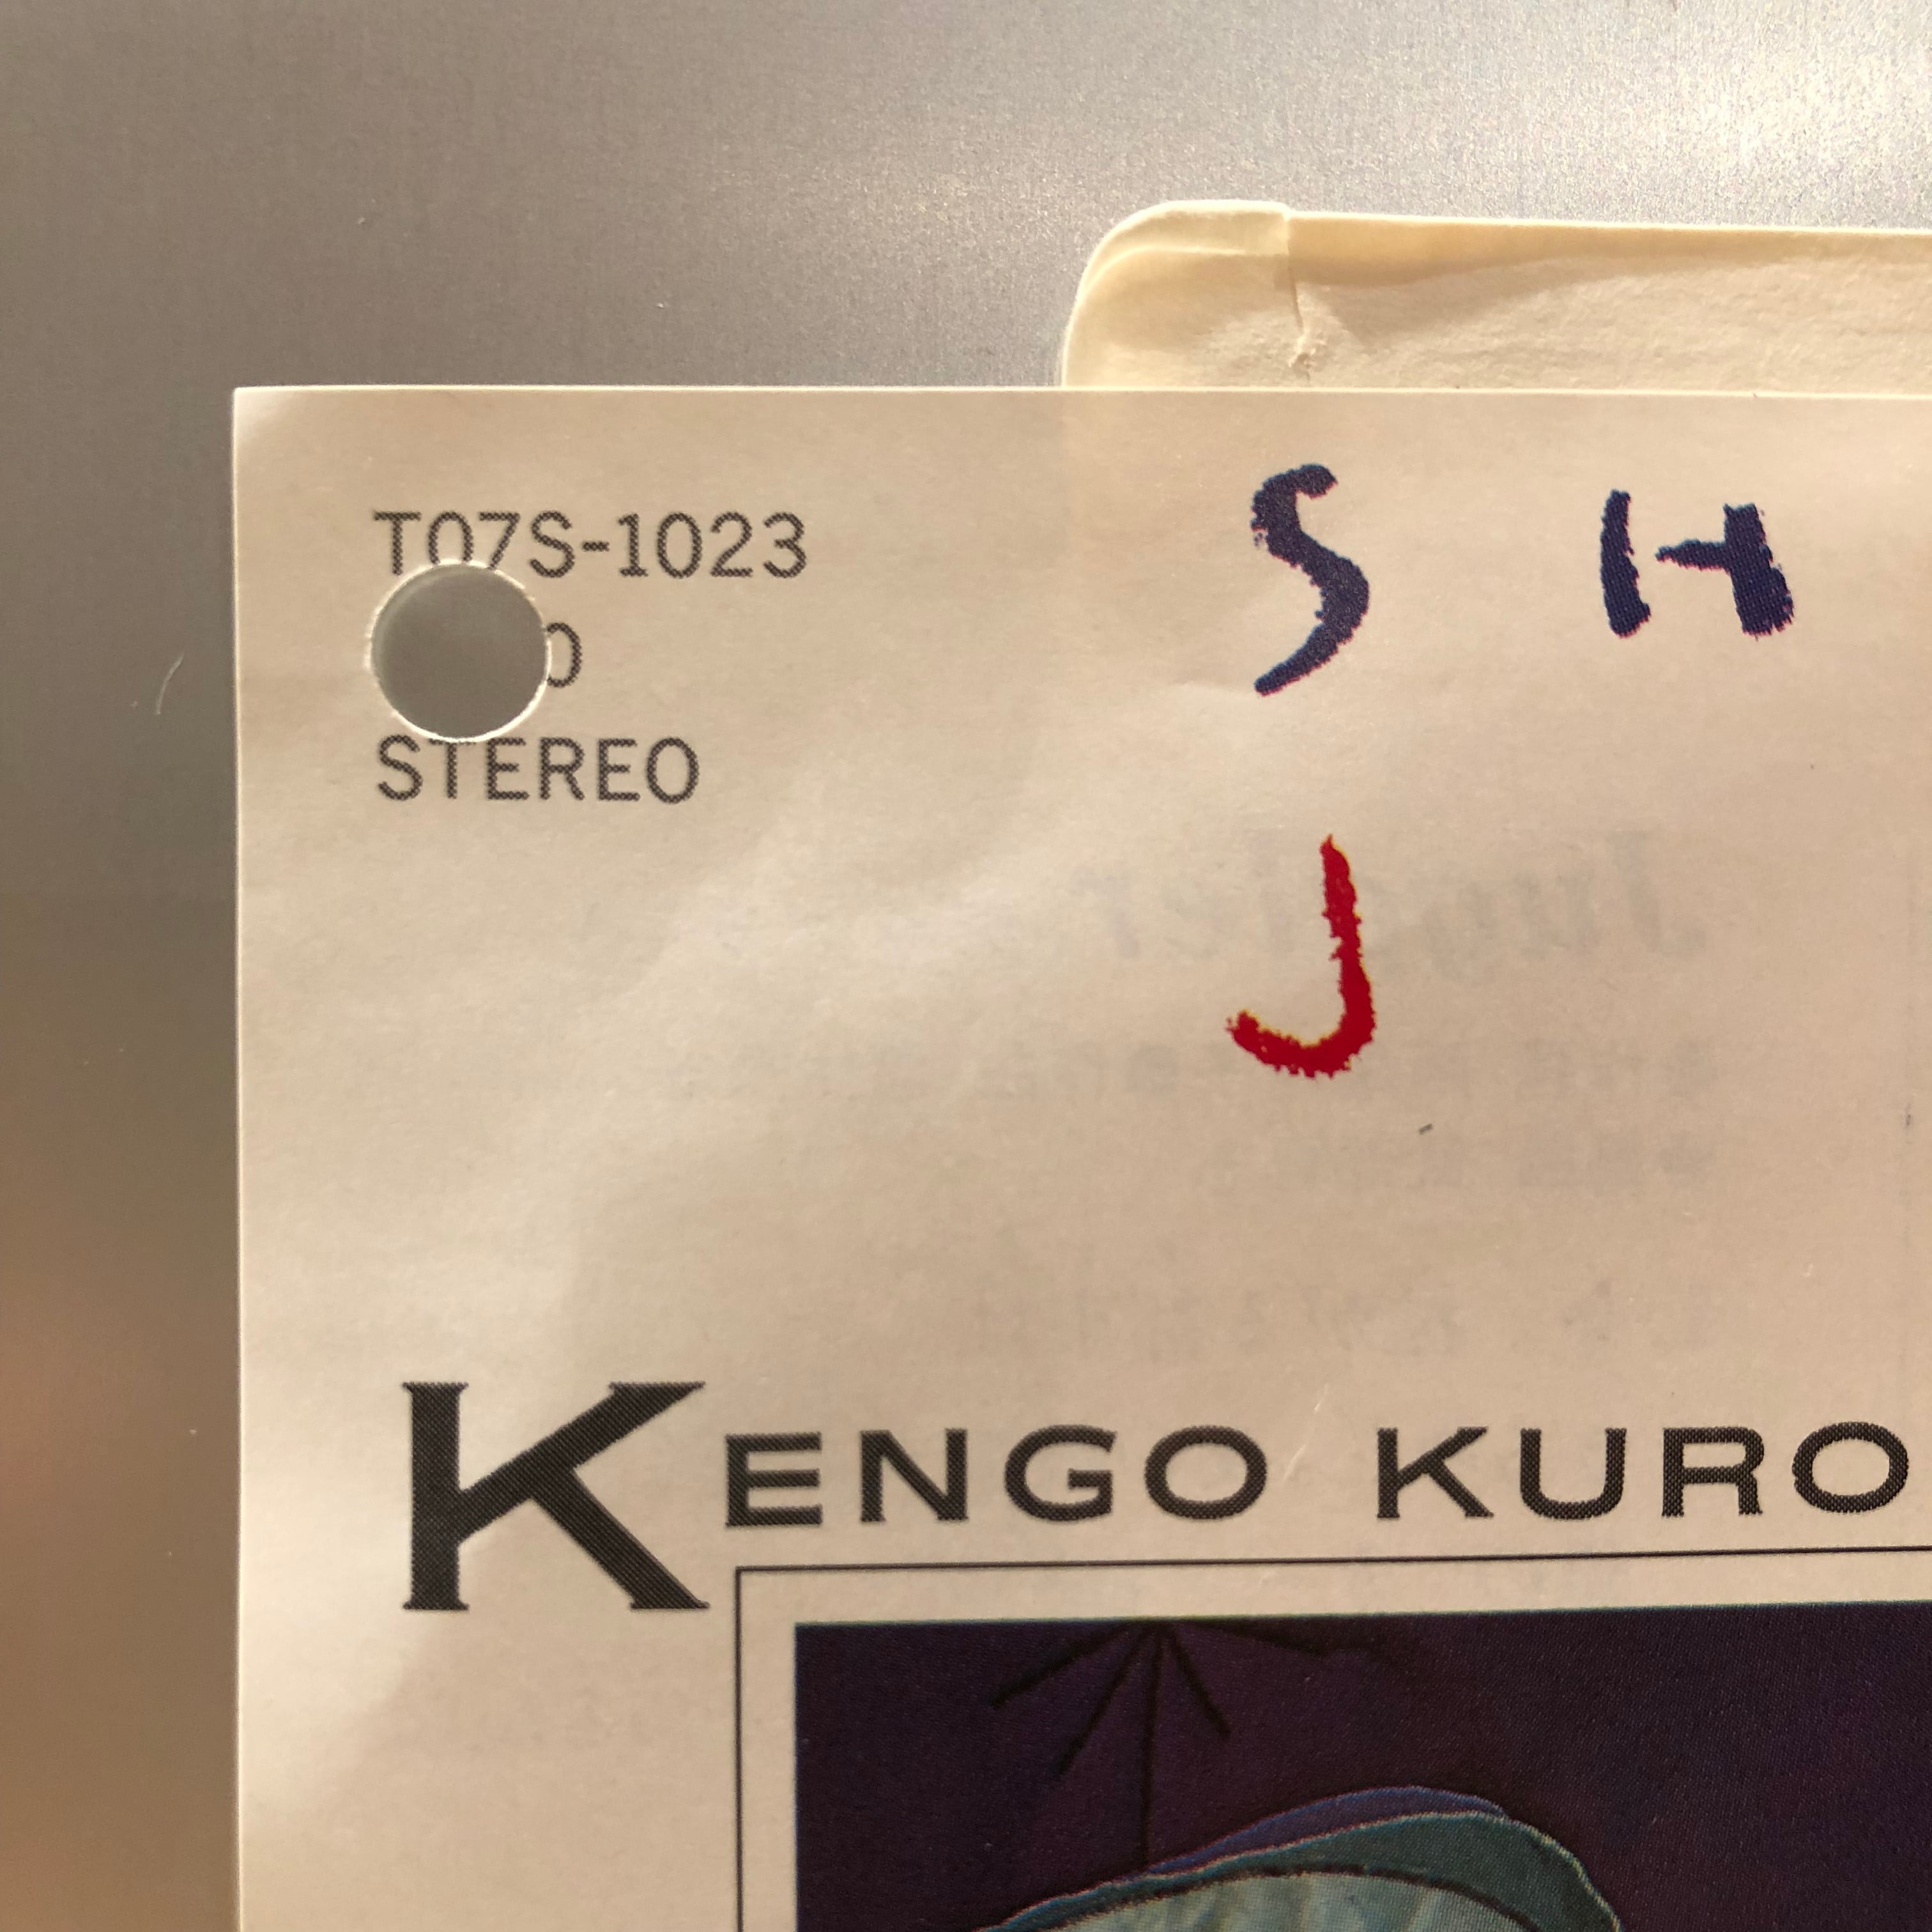 T07S-1023
STEREO
S H
J
KENGO KURO